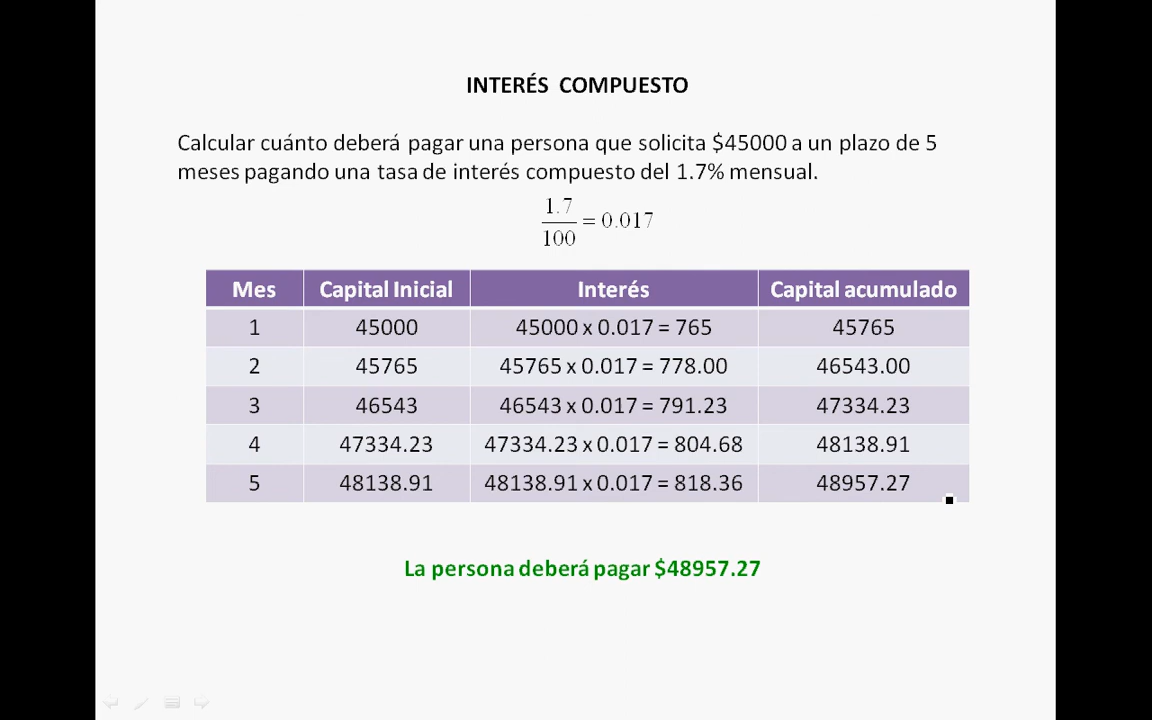 INTERÉS COMPUESTO
Calcular cuánto deberá pagar una persona que solicita $45000 a un plazo de 5
meses pagando una tasa de interés compuesto del 1.7% mensual.
1.7
100
= 0.017
Mes Capital Inicial Interés Capital acumulado
1 45000 45000 x 0.017 = 765 45765
2 45765 45765 x 0.017 = 778.00 46543.00
3 46543 46543 x 0.017 = 791.23 47334.23
4 47334.23 47334.23 x 0.017 = 804.68 48138.91
5 48138.91 48138.91 x 0.017 = 818.36 48957.27
La persona deberá pagar $48957.27